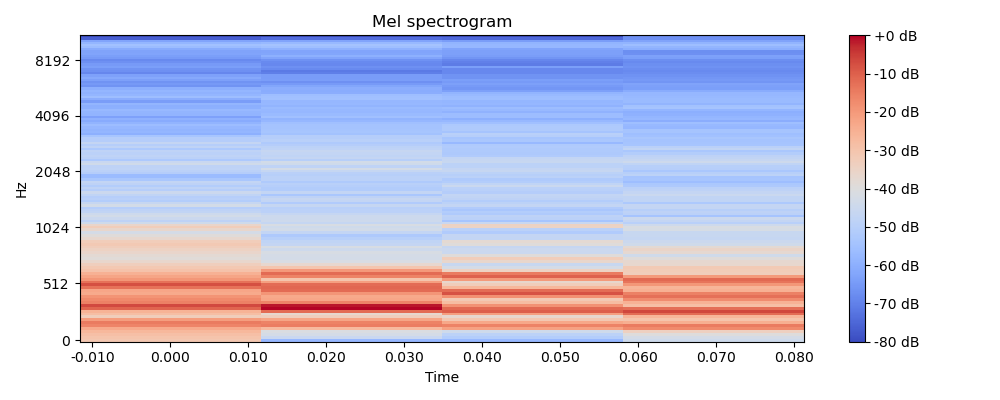 Mel spectrogram
Hz
8192
4096
2048
1024
512
0
-0.010 0.000 0.010 0.020 0.030 0.040 0.050 0.060 0.070 0.080
Time
+0 dB
-10 dB
-20 dB
-30 dB
-40 dB
-50 dB
-60 dB
-70 dB
-80 dB